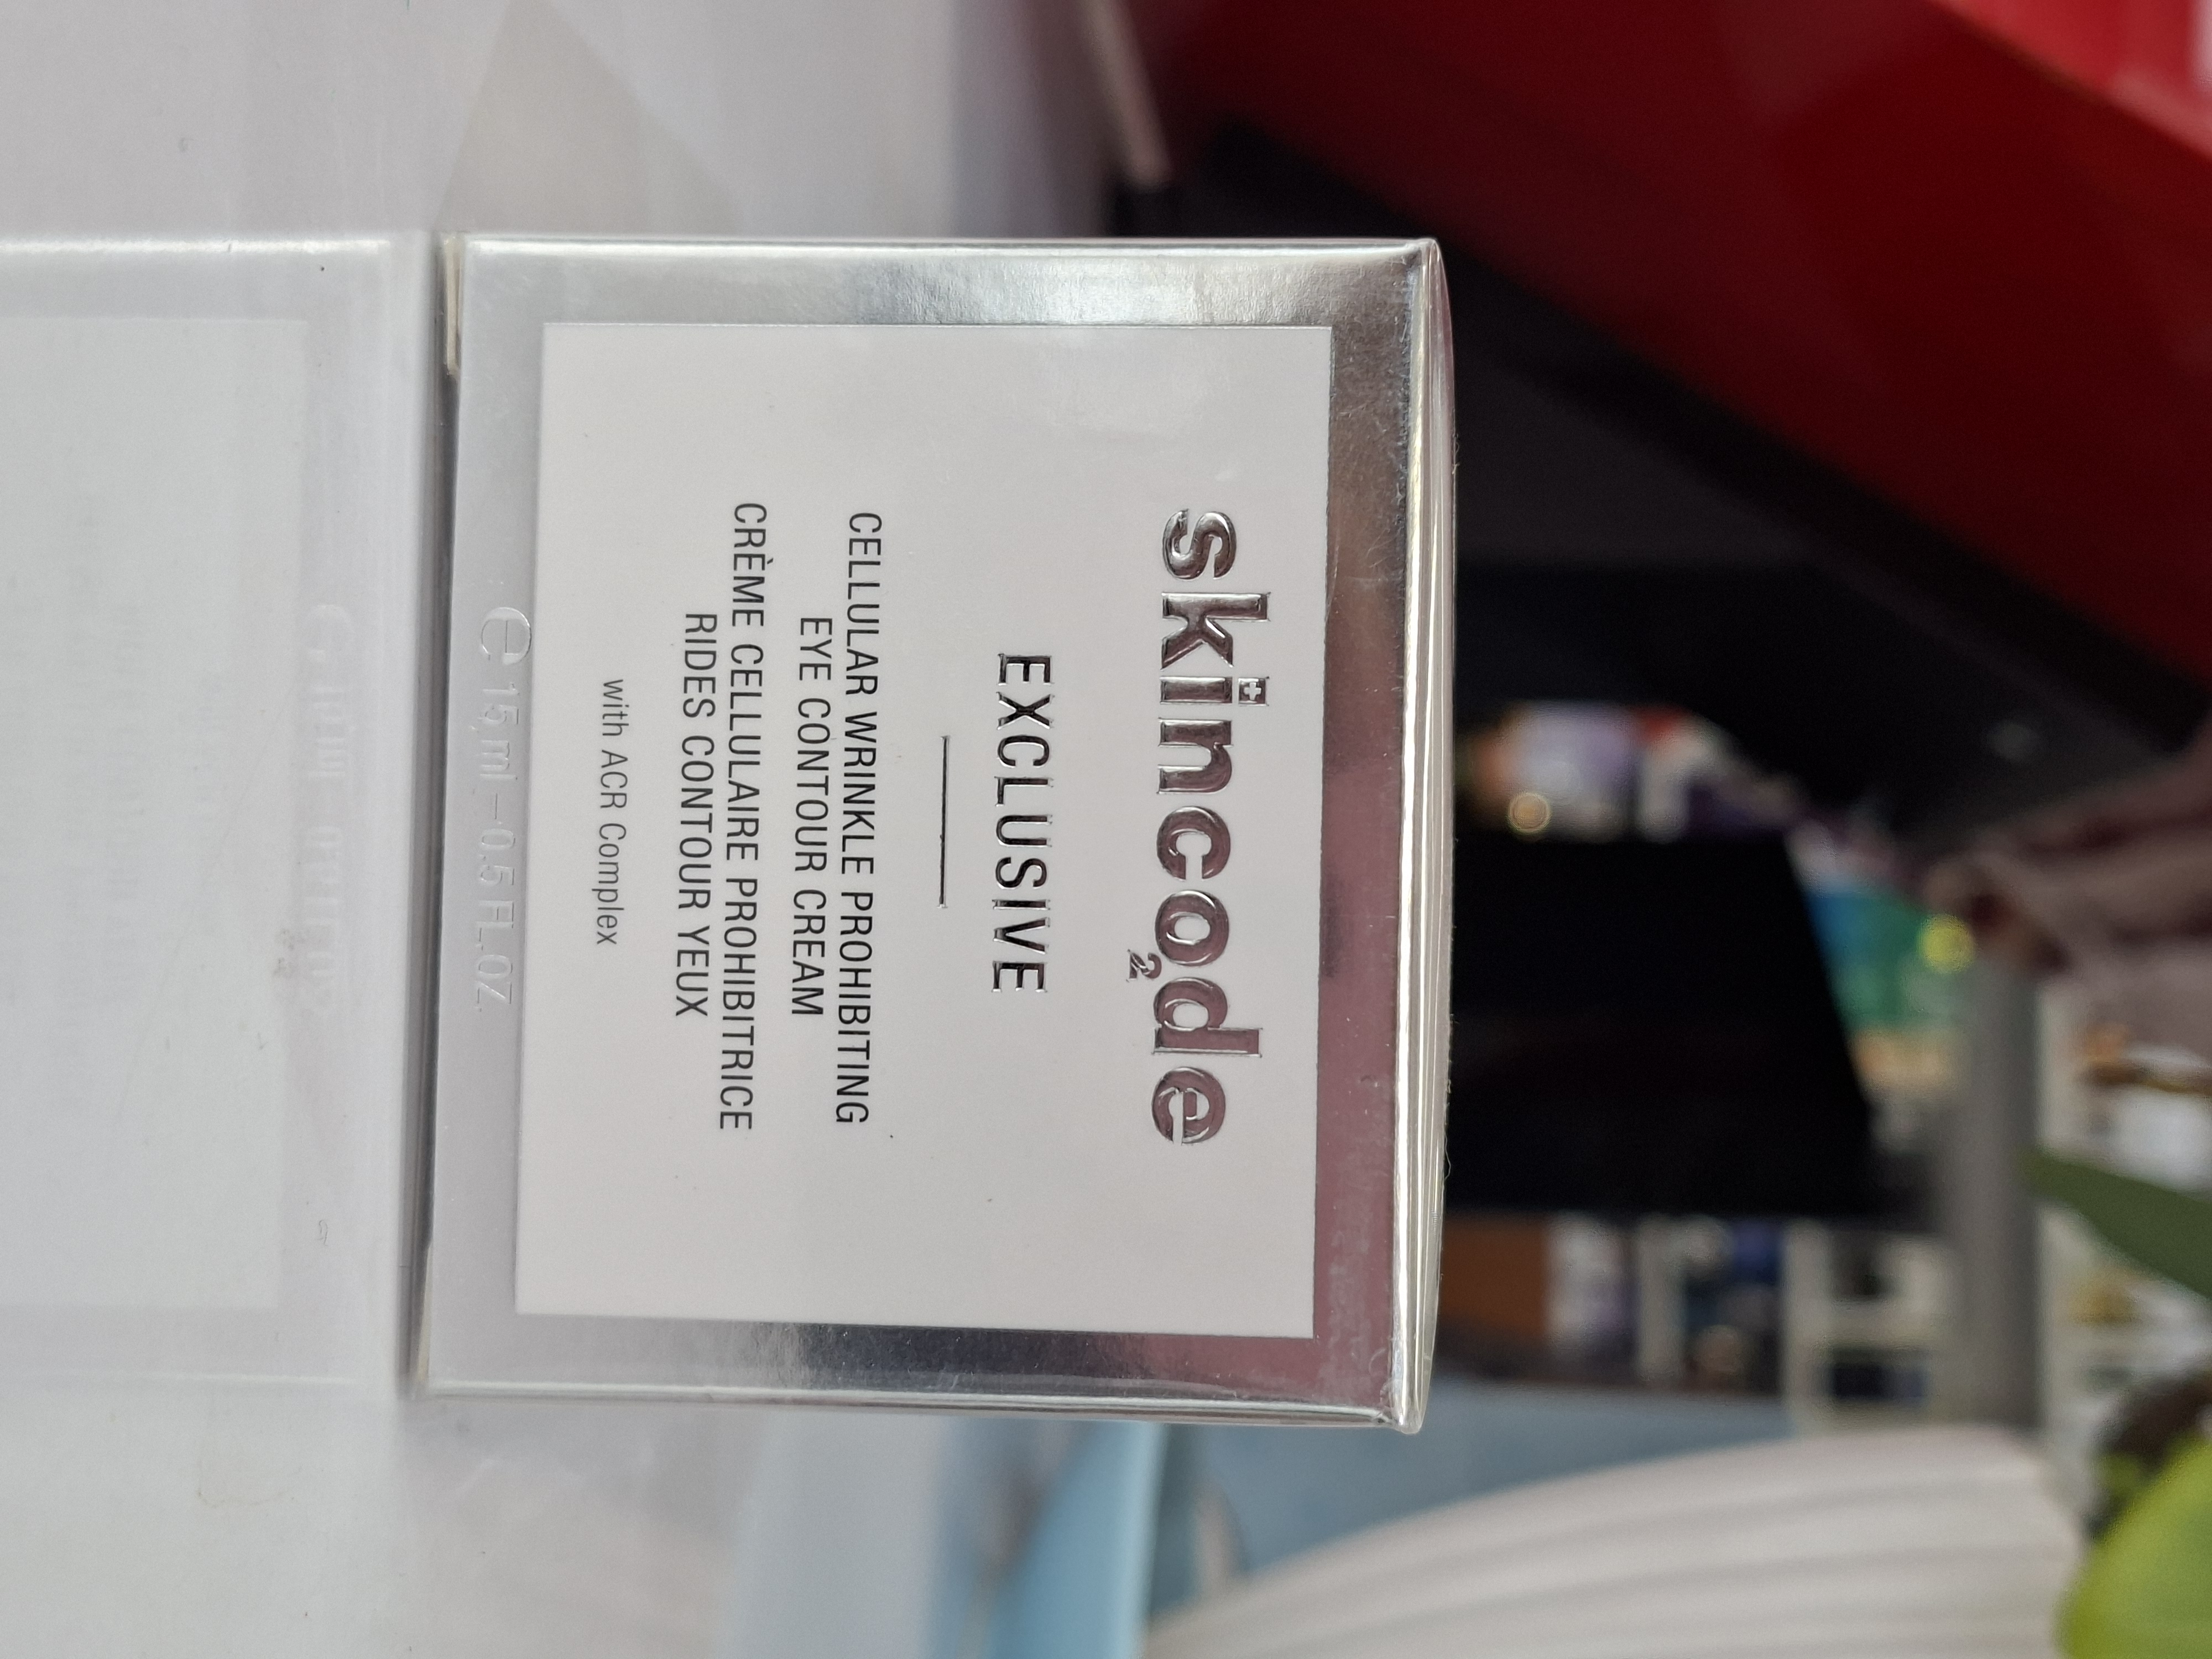 skincode
2
EXCLUSIVE
CELLULAR WRINKLE PROHIBITING
EYE CONTOUR CREAM
CRÈME CELLULAIRE PROHIBITRICE
RIDES CONTOUR YEUX
with ACR Complex
℮ 15 ml – 0.5 FL.OZ.